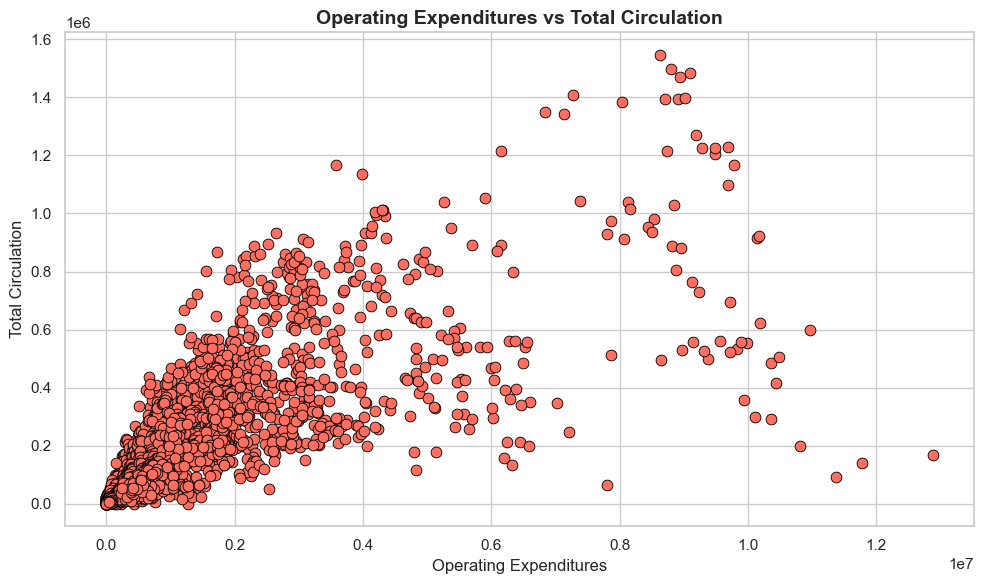 Operating Expenditures vs Total Circulation
1e6
1.6
1.4
1.2
1.0
0.8
0.6
0.4
0.2
0.0
Total Circulation
0.0 0.2 0.4 0.6 0.8 1.0 1.2
1e7
Operating Expenditures